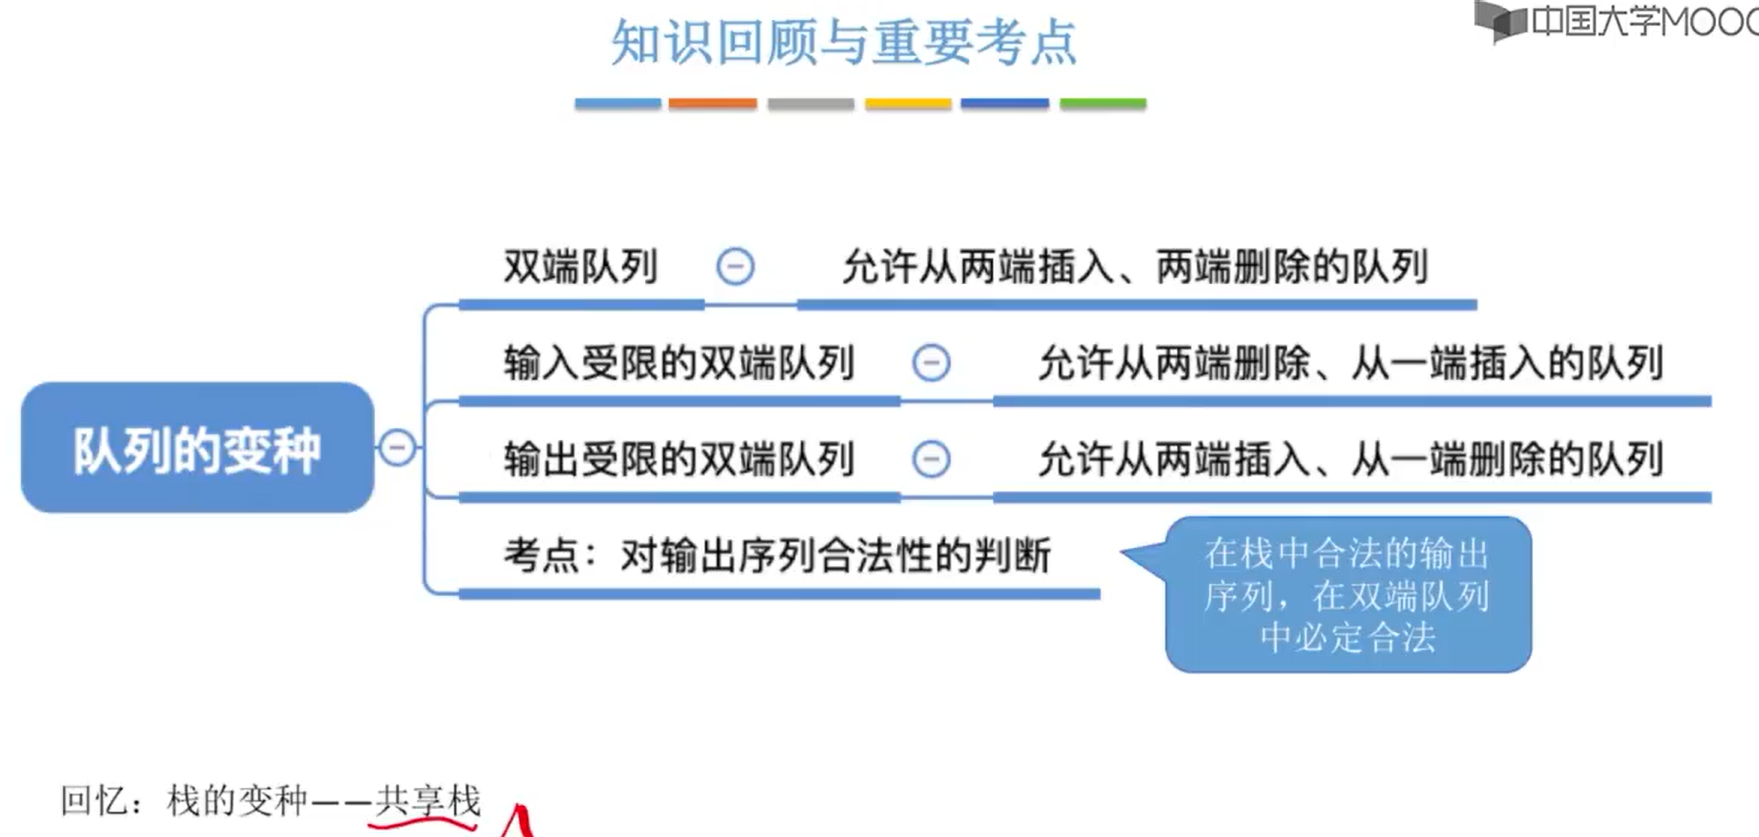 知识回顾与重要考点
中国大学MOOC
双端队列 允许从两端插入、两端删除的队列
输入受限的双端队列 允许从两端删除、从一端插入的队列
队列的变种
输出受限的双端队列 允许从两端插入、从一端删除的队列
考点：对输出序列合法性的判断
在栈中合法的输出
序列，在双端队列
中必定合法
回忆：栈的变种——共享栈